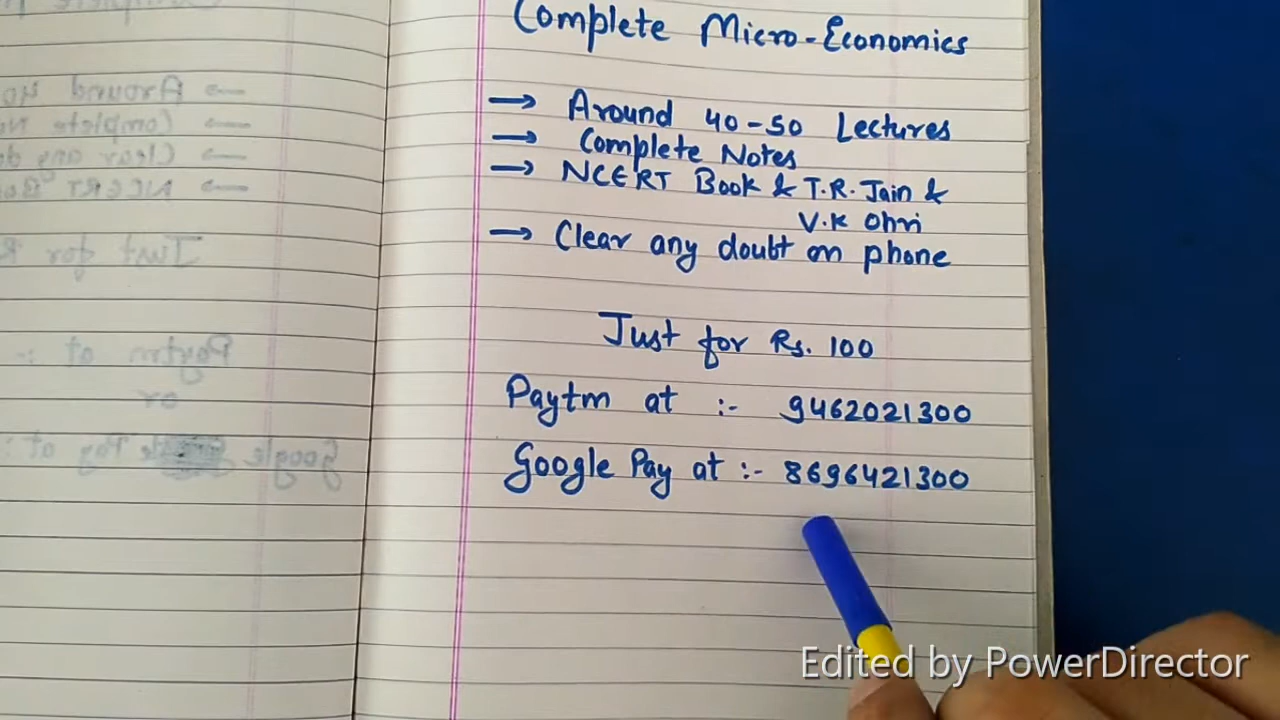 Complete Micro-Economics
→ Around 40-50 Lectures
→ Complete Notes
→ NCERT Book & T.R. Jain &
V.K Ohri
→ Clear any doubt on phone
Just for Rs. 100
Paytm at :- 9462021300
Google Pay at :- 8696421300
Edited by PowerDirector